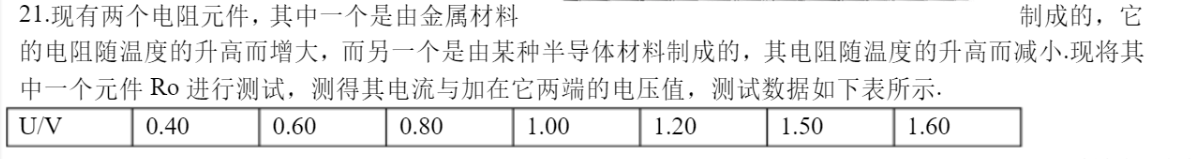 21.现有两个电阻元件，其中一个是由金属材料 制成的，它
的电阻随温度的升高而增大，而另一个是由某种半导体材料制成的，其电阻随温度的升高而减小.现将其
中一个元件 Ro 进行测试，测得其电流与加在它两端的电压值，测试数据如下表所示.
U/V 0.40 0.60 0.80 1.00 1.20 1.50 1.60